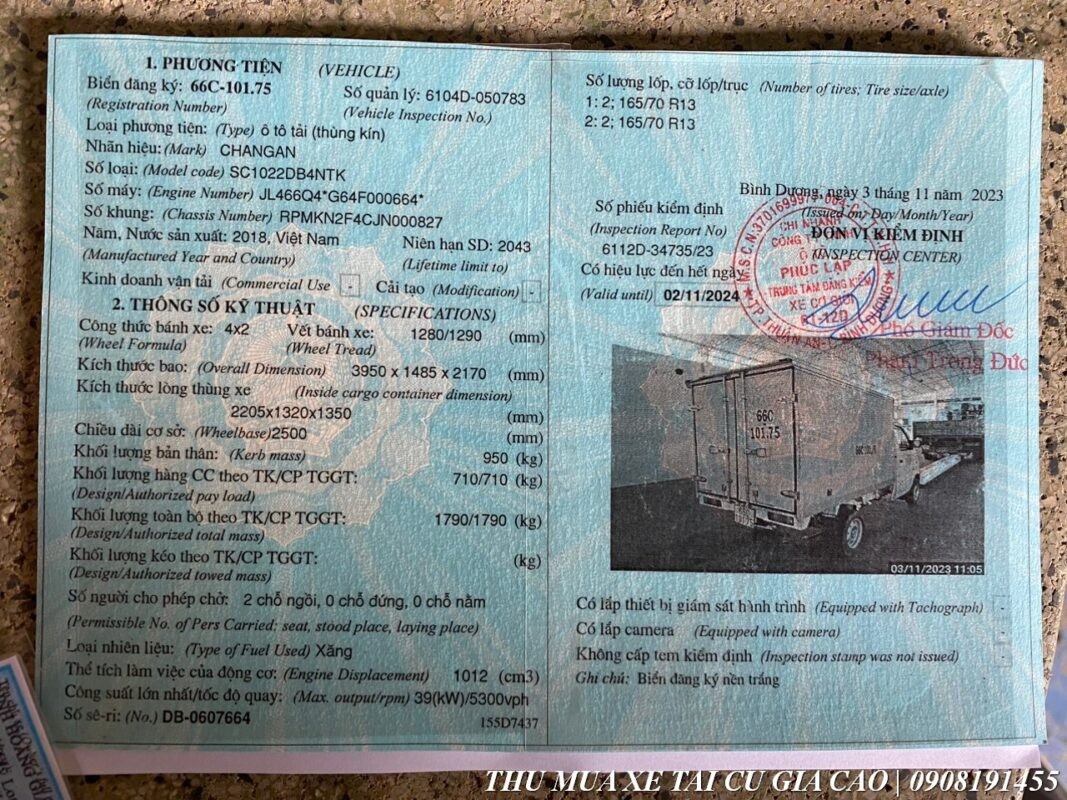 1. PHƯƠNG TIỆN (VEHICLE)
Biển đăng ký: 66C-101.75 Số quản lý: 6104D-050783
(Registration Number) (Vehicle Inspection No.)
Loại phương tiện: (Type) ô tô tải (thùng kín)
Nhãn hiệu: (Mark) CHANGAN
Số loại: (Model code) SC1022DB4NTK
Số máy: (Engine Number) JL466Q4*G64F000664*
Số khung: (Chassis Number) RPMKN2F4CJN000827
Năm, Nước sản xuất: 2018, Việt Nam Niên hạn SD: 2043
(Manufactured Year and Country) (Lifetime limit to)
Kinh doanh vận tải (Commercial Use - Cải tạo (Modification) -
2. THÔNG SỐ KỸ THUẬT (SPECIFICATIONS)
Công thức bánh xe: 4x2 Vết bánh xe: 1280/1290 (mm)
(Wheel Formula) (Wheel Tread)
Kích thước bao: (Overall Dimension) 3950 x 1485 x 2170 (mm)
Kích thước lòng thùng xe (Inside cargo container dimension)
2205x1320x1350 (mm)
Chiều dài cơ sở: (Wheelbase)2500 (mm)
Khối lượng bản thân: (Kerb mass) 950 (kg)
Khối lượng hàng CC theo TK/CP TGGT: 710/710 (kg)
(Design/Authorized pay load)
Khối lượng toàn bộ theo TK/CP TGGT: 1790/1790 (kg)
(Design/Authorized total mass)
Khối lượng kéo theo TK/CP TGGT: (kg)
(Design/Authorized towed mass)
Số người cho phép chở: 2 chỗ ngồi, 0 chỗ đứng, 0 chỗ nằm
(Permissible No. of Pers Carried: seat, stood place, laying place)
Loại nhiên liệu: (Type of Fuel Used) Xăng
Thể tích làm việc của động cơ: (Engine Displacement) 1012 (cm3)
Công suất lớn nhất/tốc độ quay: (Max. output/rpm) 39(kW)/5300vph
Số sê-ri: (No.) DB-0607664 155D7437
Số lượng lốp, cỡ lốp/trục (Number of tires; Tire size/axle)
1: 2; 165/70 R13
2: 2; 165/70 R13
Bình Dương, ngày 3 tháng 11 năm 2023
(Issued on: Day/Month/Year)
Số phiếu kiểm định ĐƠN VỊ KIỂM ĐỊNH
(Inspection Report No) (INSPECTION CENTER)
6112D-34735/23
Có hiệu lực đến hết ngày
(Valid until) 02/11/2024
CHI NHÁNH
PHÚC LẬP
TRUNG TÂM ĐĂNG KIỂM
XE CƠ GIỚI
61-12D
Phó Giám Đốc
Phạm Trọng Đức
66C
101.75
03/11/2023 11:05
Có lắp thiết bị giám sát hành trình (Equipped with Tachograph) -
Có lắp camera (Equipped with camera) -
Không cấp tem kiểm định (Inspection stamp was not issued) -
Ghi chú: Biển đăng ký nền trắng
THU MUA XE TAI CU GIA CAO | 0908191455